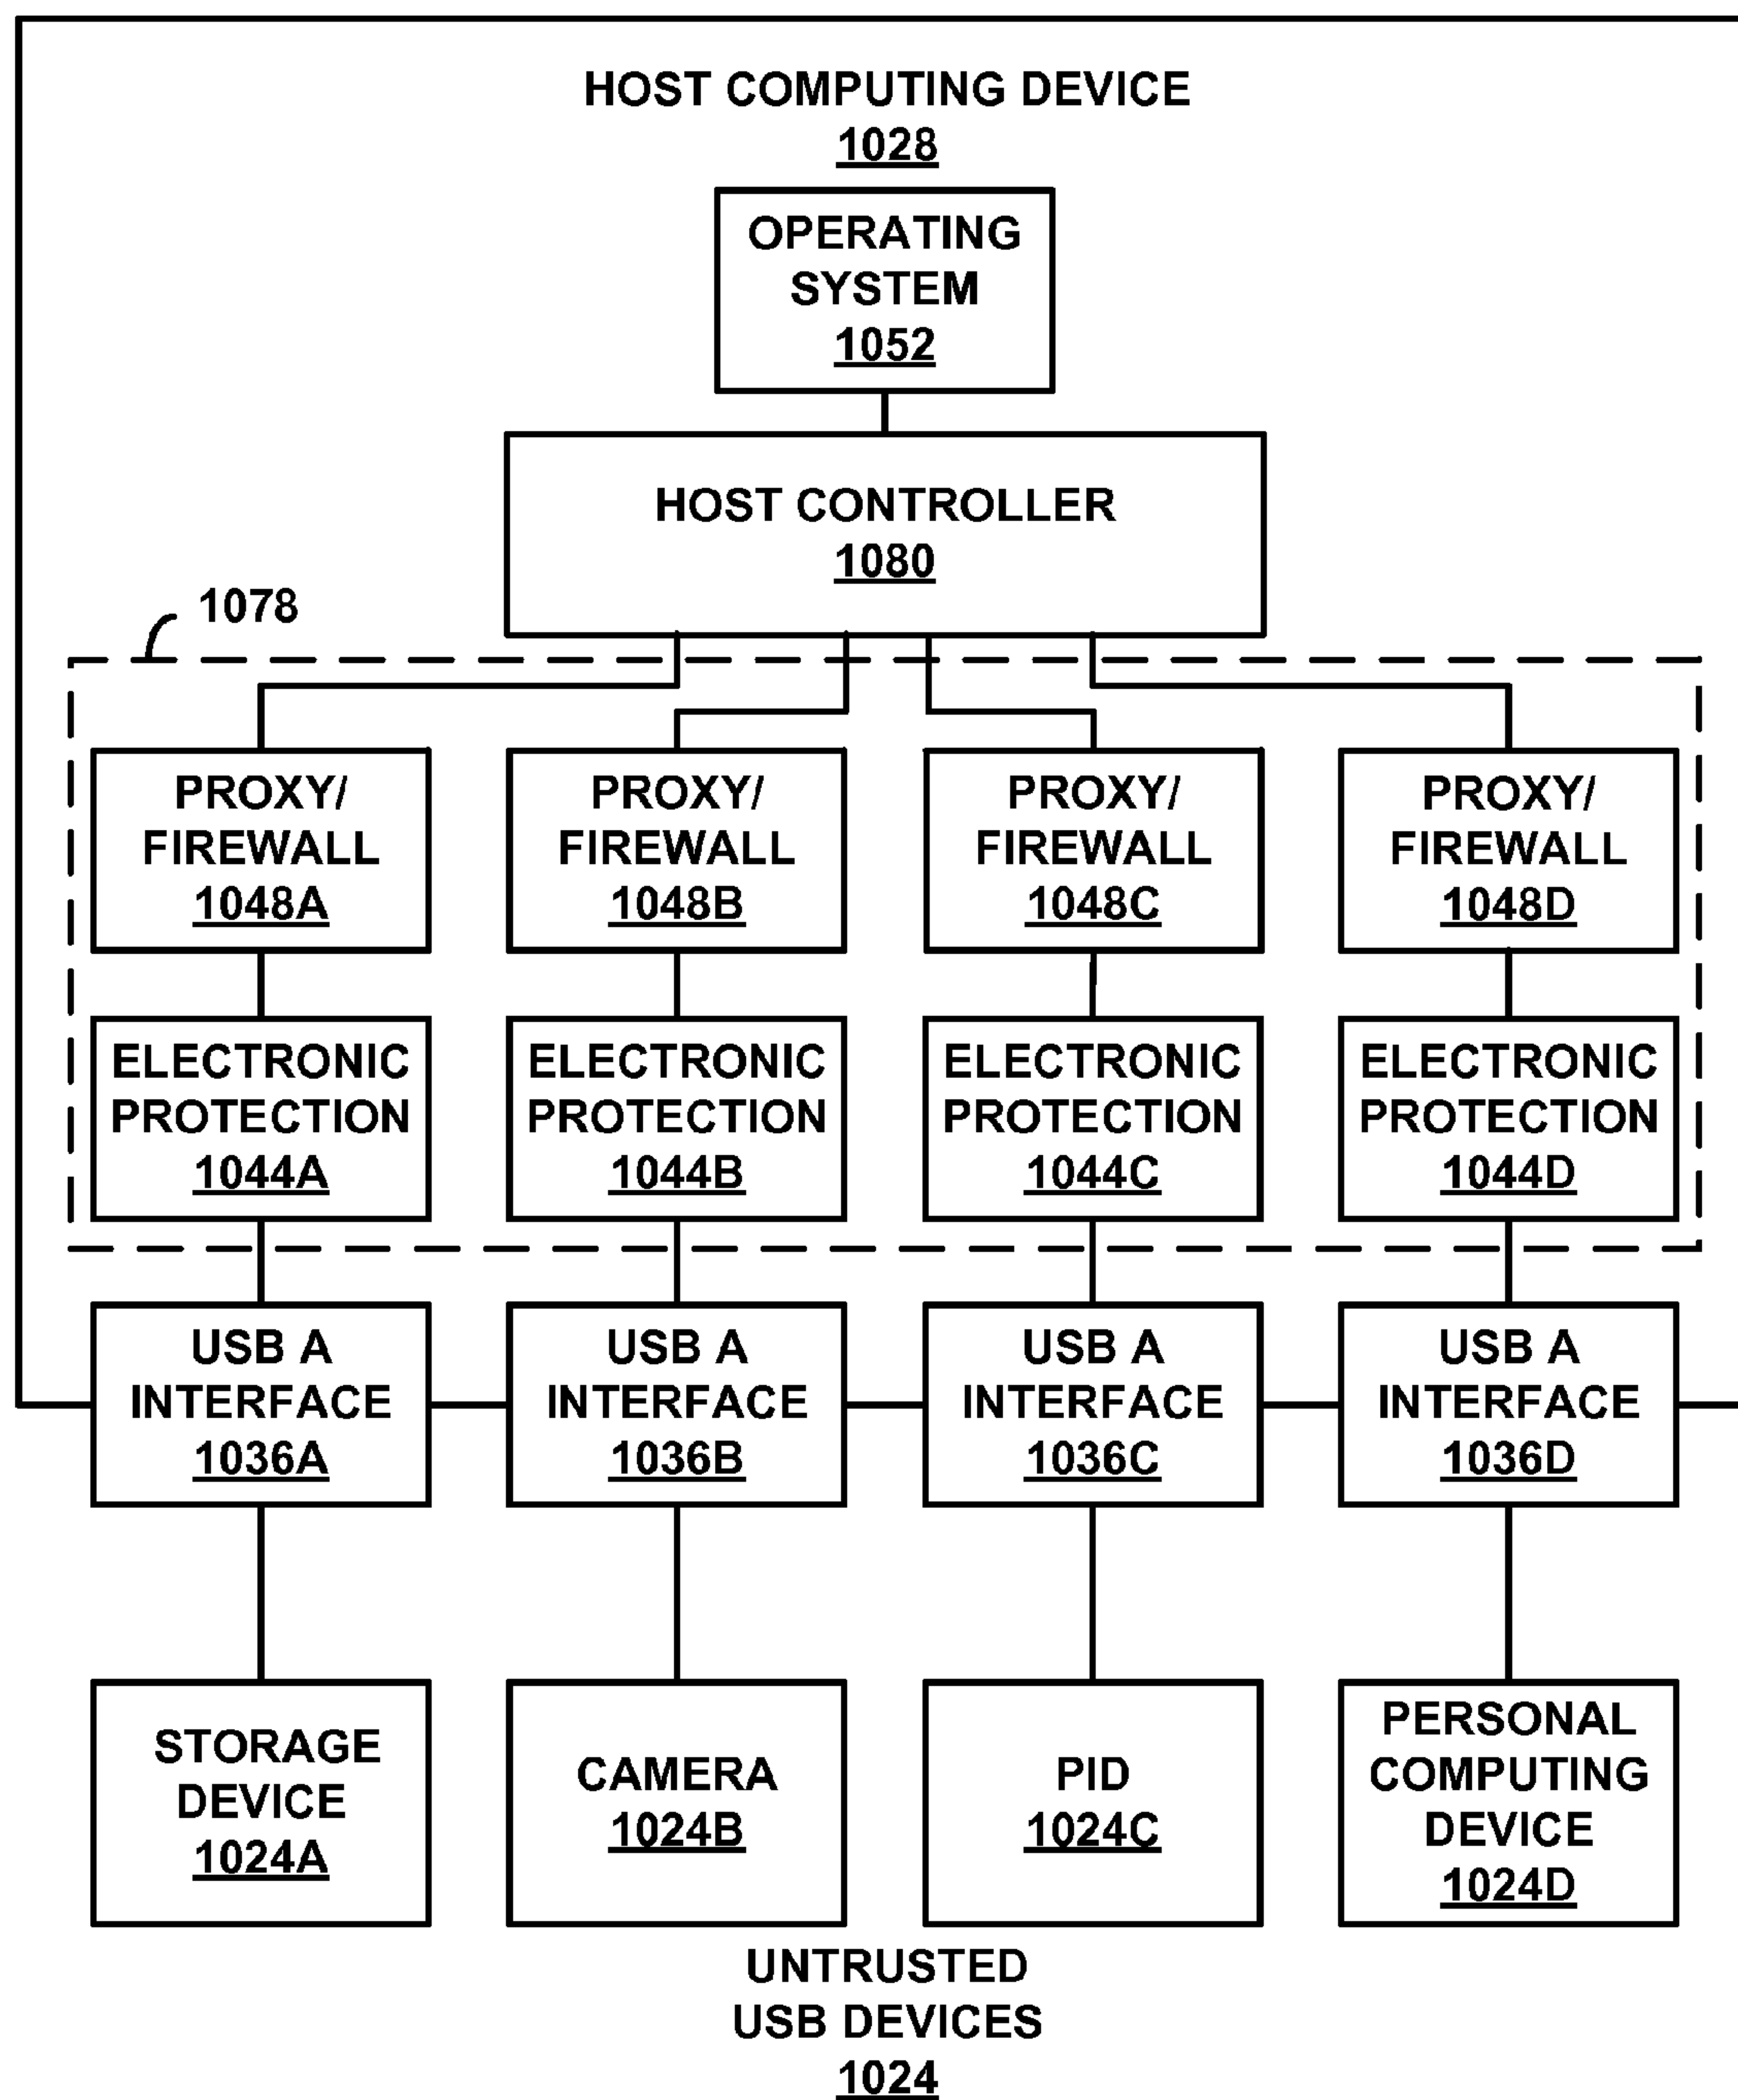 HOST COMPUTING DEVICE
1028
OPERATING
SYSTEM
1052
HOST CONTROLLER
1080
1078
PROXY/
FIREWALL
1048A
PROXY/
FIREWALL
1048B
PROXY/
FIREWALL
1048C
PROXY/
FIREWALL
1048D
ELECTRONIC
PROTECTION
1044A
ELECTRONIC
PROTECTION
1044B
ELECTRONIC
PROTECTION
1044C
ELECTRONIC
PROTECTION
1044D
USB A
INTERFACE
1036A
USB A
INTERFACE
1036B
USB A
INTERFACE
1036C
USB A
INTERFACE
1036D
STORAGE
DEVICE
1024A
CAMERA
1024B
PID
1024C
PERSONAL
COMPUTING
DEVICE
1024D
UNTRUSTED
USB DEVICES
1024